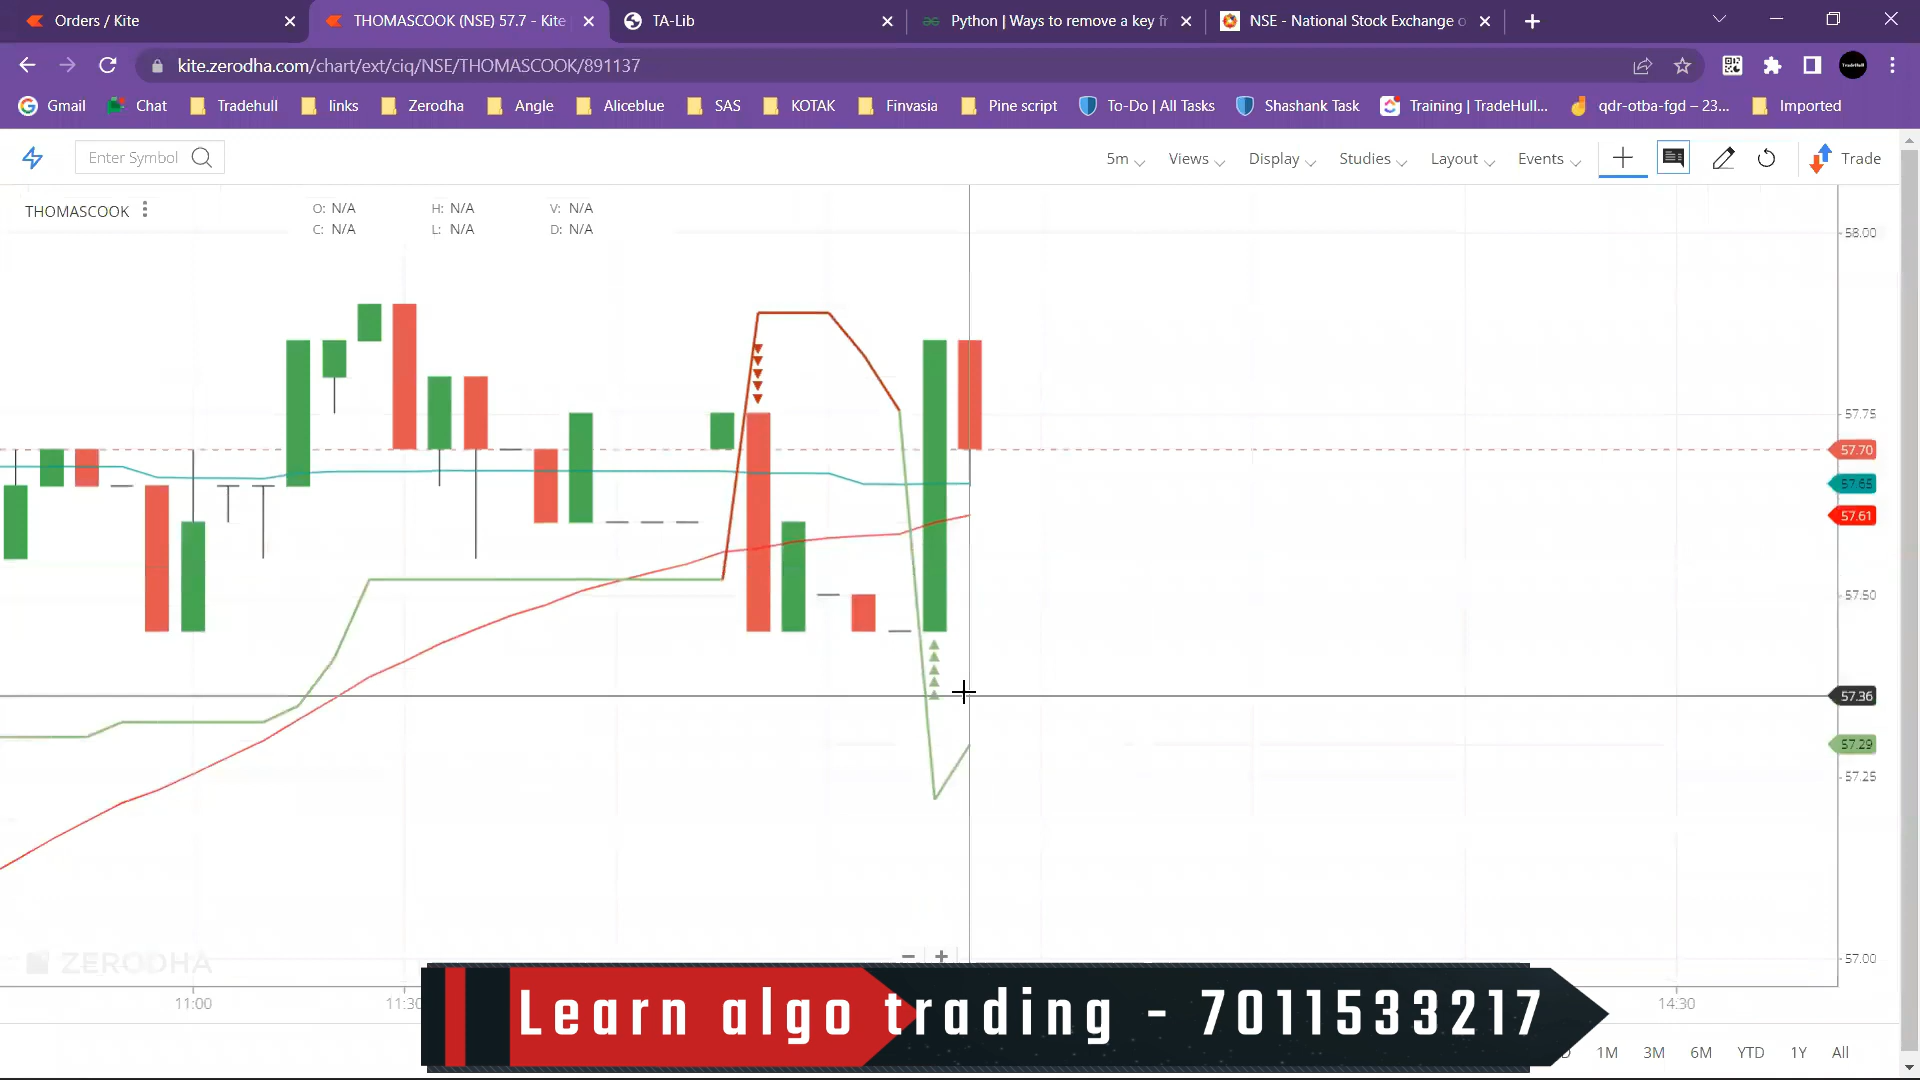 Orders / Kite
THOMASCOOK (NSE) 57.7 - Kite
TA-Lib
Python | Ways to remove a key fr
NSE - National Stock Exchange o
kite.zerodha.com/chart/ext/ciq/NSE/THOMASCOOK/891137
TradeHull
Gmail
Chat
Tradehull
links
Zerodha
Angle
Aliceblue
SAS
KOTAK
Finvasia
Pine script
To-Do | All Tasks
Shashank Task
Training | TradeHull...
qdr-otba-fgd – 23...
Imported
Enter Symbol
5m
Views
Display
Studies
Layout
Events
Trade
THOMASCOOK
O: N/A
H: N/A
V: N/A
C: N/A
L: N/A
D: N/A
58.00
57.75
57.70
57.65
57.61
57.50
57.36
57.29
57.25
57.00
ZERODHA
11:00
11:30
14:30
Learn algo trading - 7011533217
1M
3M
6M
YTD
1Y
All